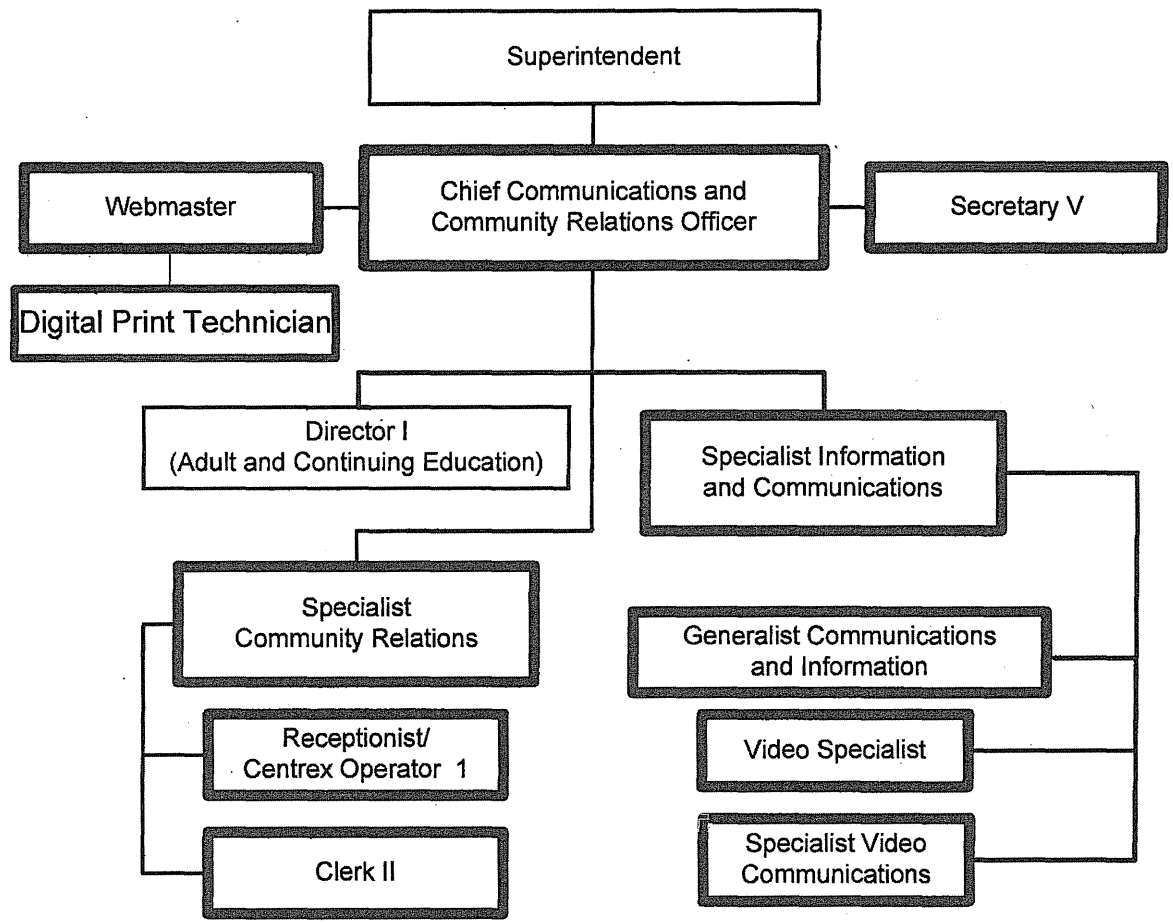 Superintendent
Chief Communications and
Community Relations Officer
Webmaster
Secretary V
Digital Print Technician
Director I
(Adult and Continuing Education)
Specialist Information
and Communications
Specialist
Community Relations
Generalist Communications
and Information
Receptionist/
Centrex Operator 1
Video Specialist
Clerk II
Specialist Video
Communications